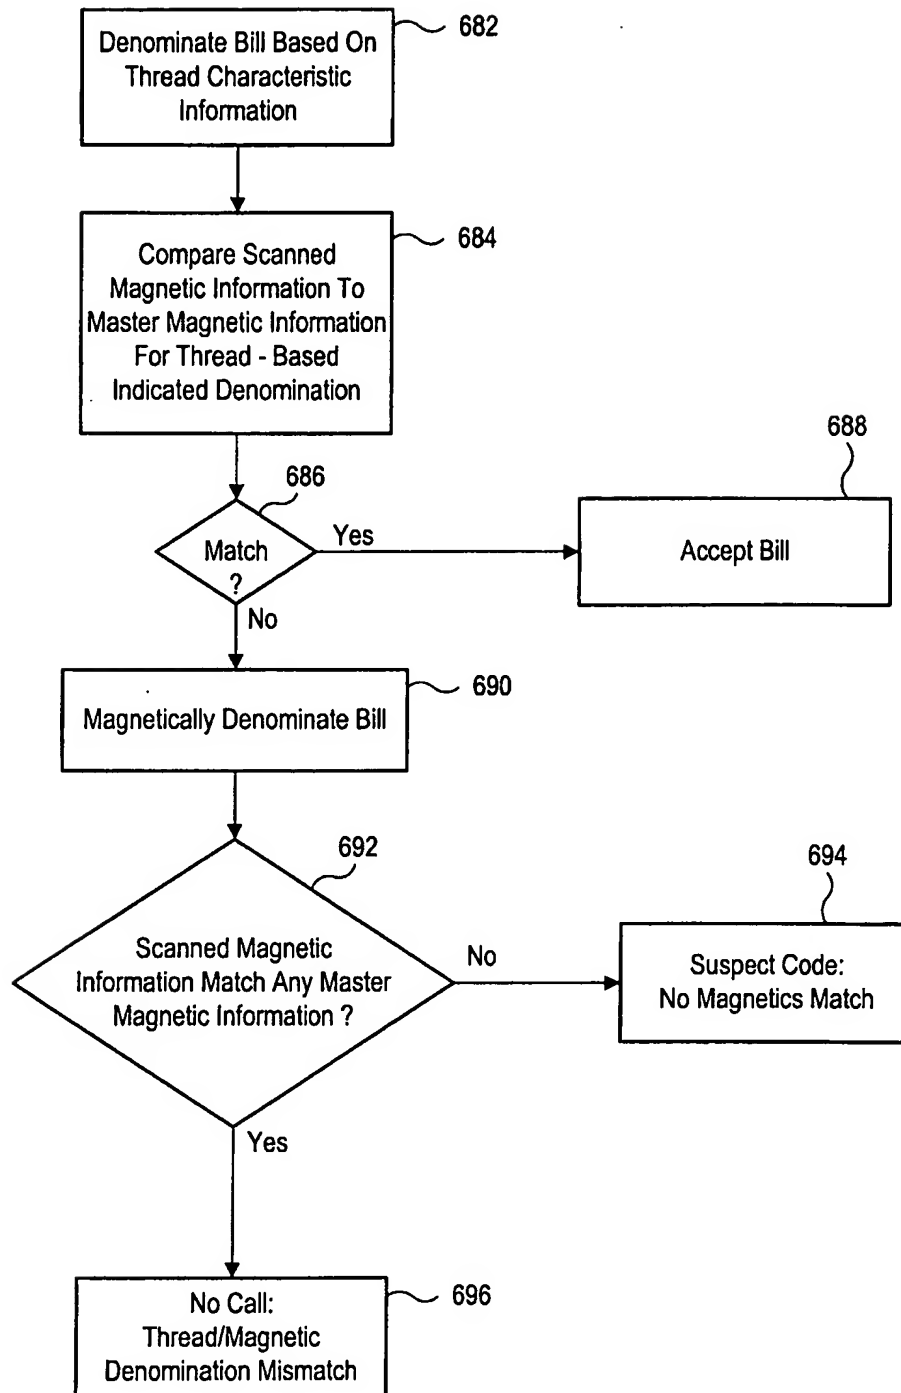 Denominate Bill Based On
Thread Characteristic
Information
682
Compare Scanned
Magnetic Information To
Master Magnetic Information
For Thread - Based
Indicated Denomination
684
686
Match
?
Yes
No
688
Accept Bill
690
Magnetically Denominate Bill
692
Scanned Magnetic
Information Match Any Master
Magnetic Information ?
No
Yes
694
Suspect Code:
No Magnetics Match
No Call:
Thread/Magnetic
Denomination Mismatch
696